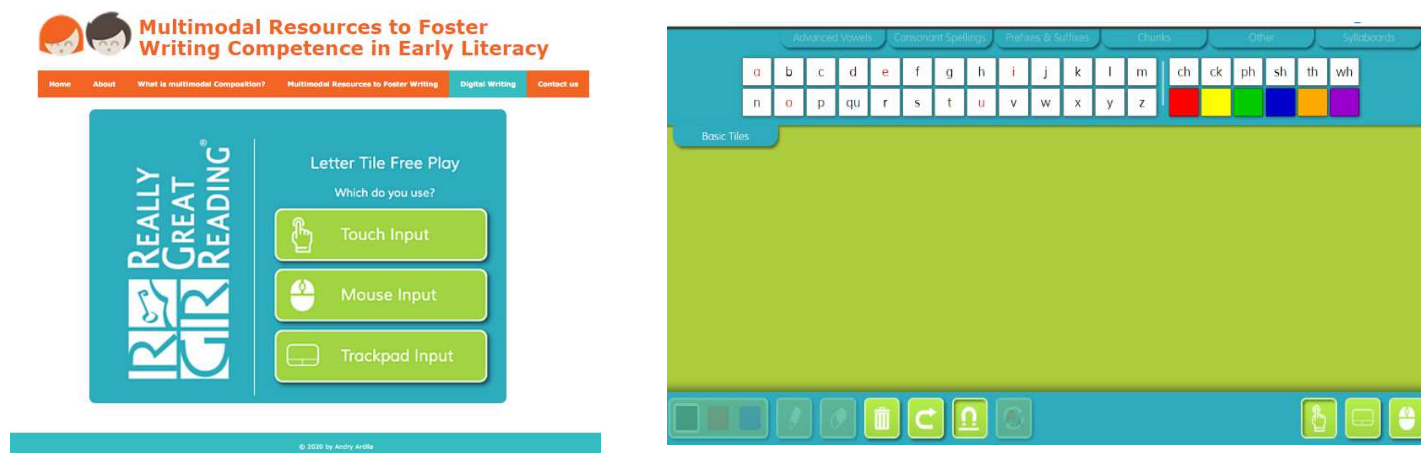 Multimodal Resources to Foster
Writing Competence in Early Literacy
Home About What is multimodal Composition? Multimodal Resources to Foster Writing Digital Writing Contact us
REALLY
GREAT
READING®
RGR
Letter Tile Free Play
Which do you use?
Touch Input
Mouse Input
Trackpad Input
© 2020 by Andry Ardila
Advanced Vowels Consonant Spellings Prefixes & Suffixes Chunks Other Syllaboards
a b c d e f g h i j k l m ch ck ph sh th wh
n o p qu r s t u v w x y z
Basic Tiles